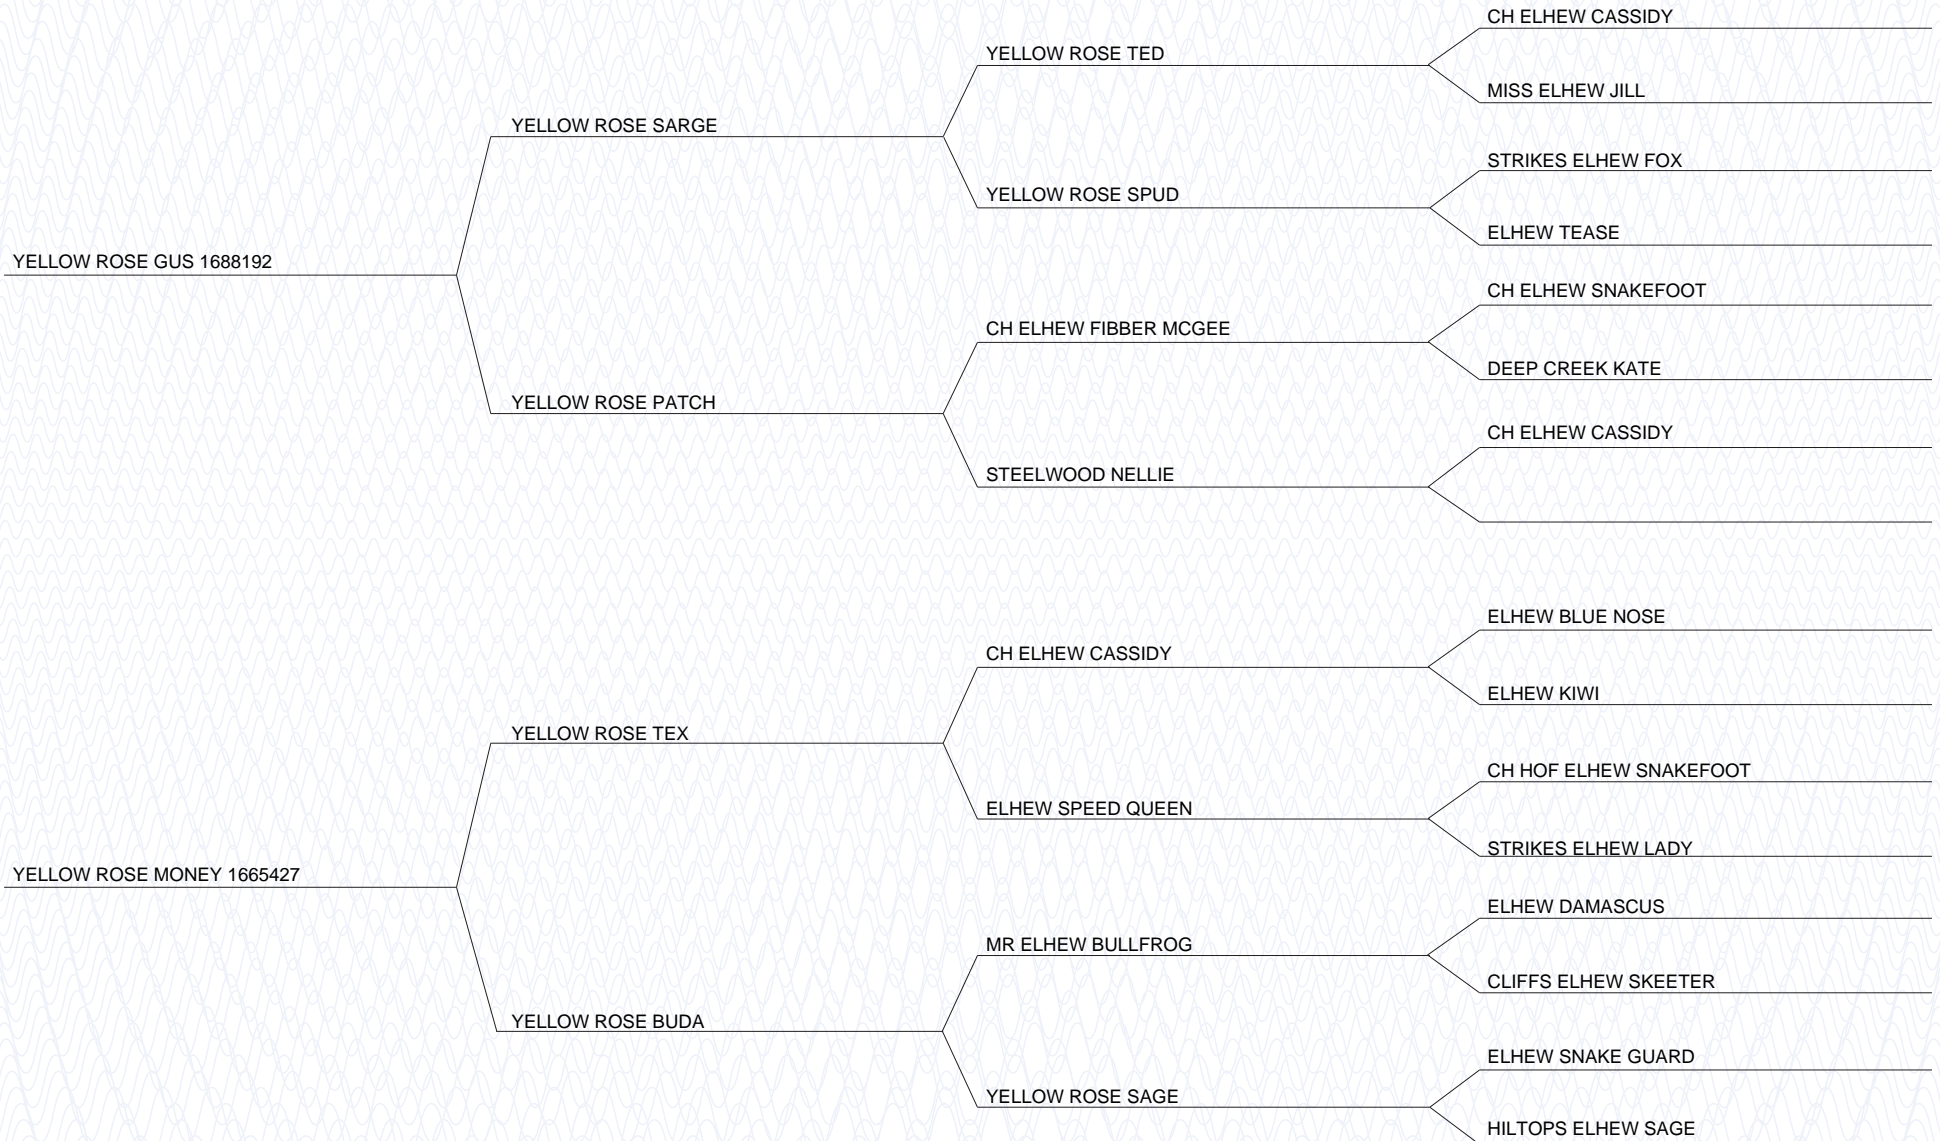 CH ELHEW CASSIDY
YELLOW ROSE TED
MISS ELHEW JILL
YELLOW ROSE SARGE
STRIKES ELHEW FOX
YELLOW ROSE SPUD
ELHEW TEASE
YELLOW ROSE GUS 1688192
CH ELHEW SNAKEFOOT
CH ELHEW FIBBER MCGEE
DEEP CREEK KATE
YELLOW ROSE PATCH
CH ELHEW CASSIDY
STEELWOOD NELLIE
ELHEW BLUE NOSE
CH ELHEW CASSIDY
ELHEW KIWI
YELLOW ROSE TEX
CH HOF ELHEW SNAKEFOOT
ELHEW SPEED QUEEN
STRIKES ELHEW LADY
YELLOW ROSE MONEY 1665427
ELHEW DAMASCUS
MR ELHEW BULLFROG
CLIFFS ELHEW SKEETER
YELLOW ROSE BUDA
ELHEW SNAKE GUARD
YELLOW ROSE SAGE
HILTOPS ELHEW SAGE